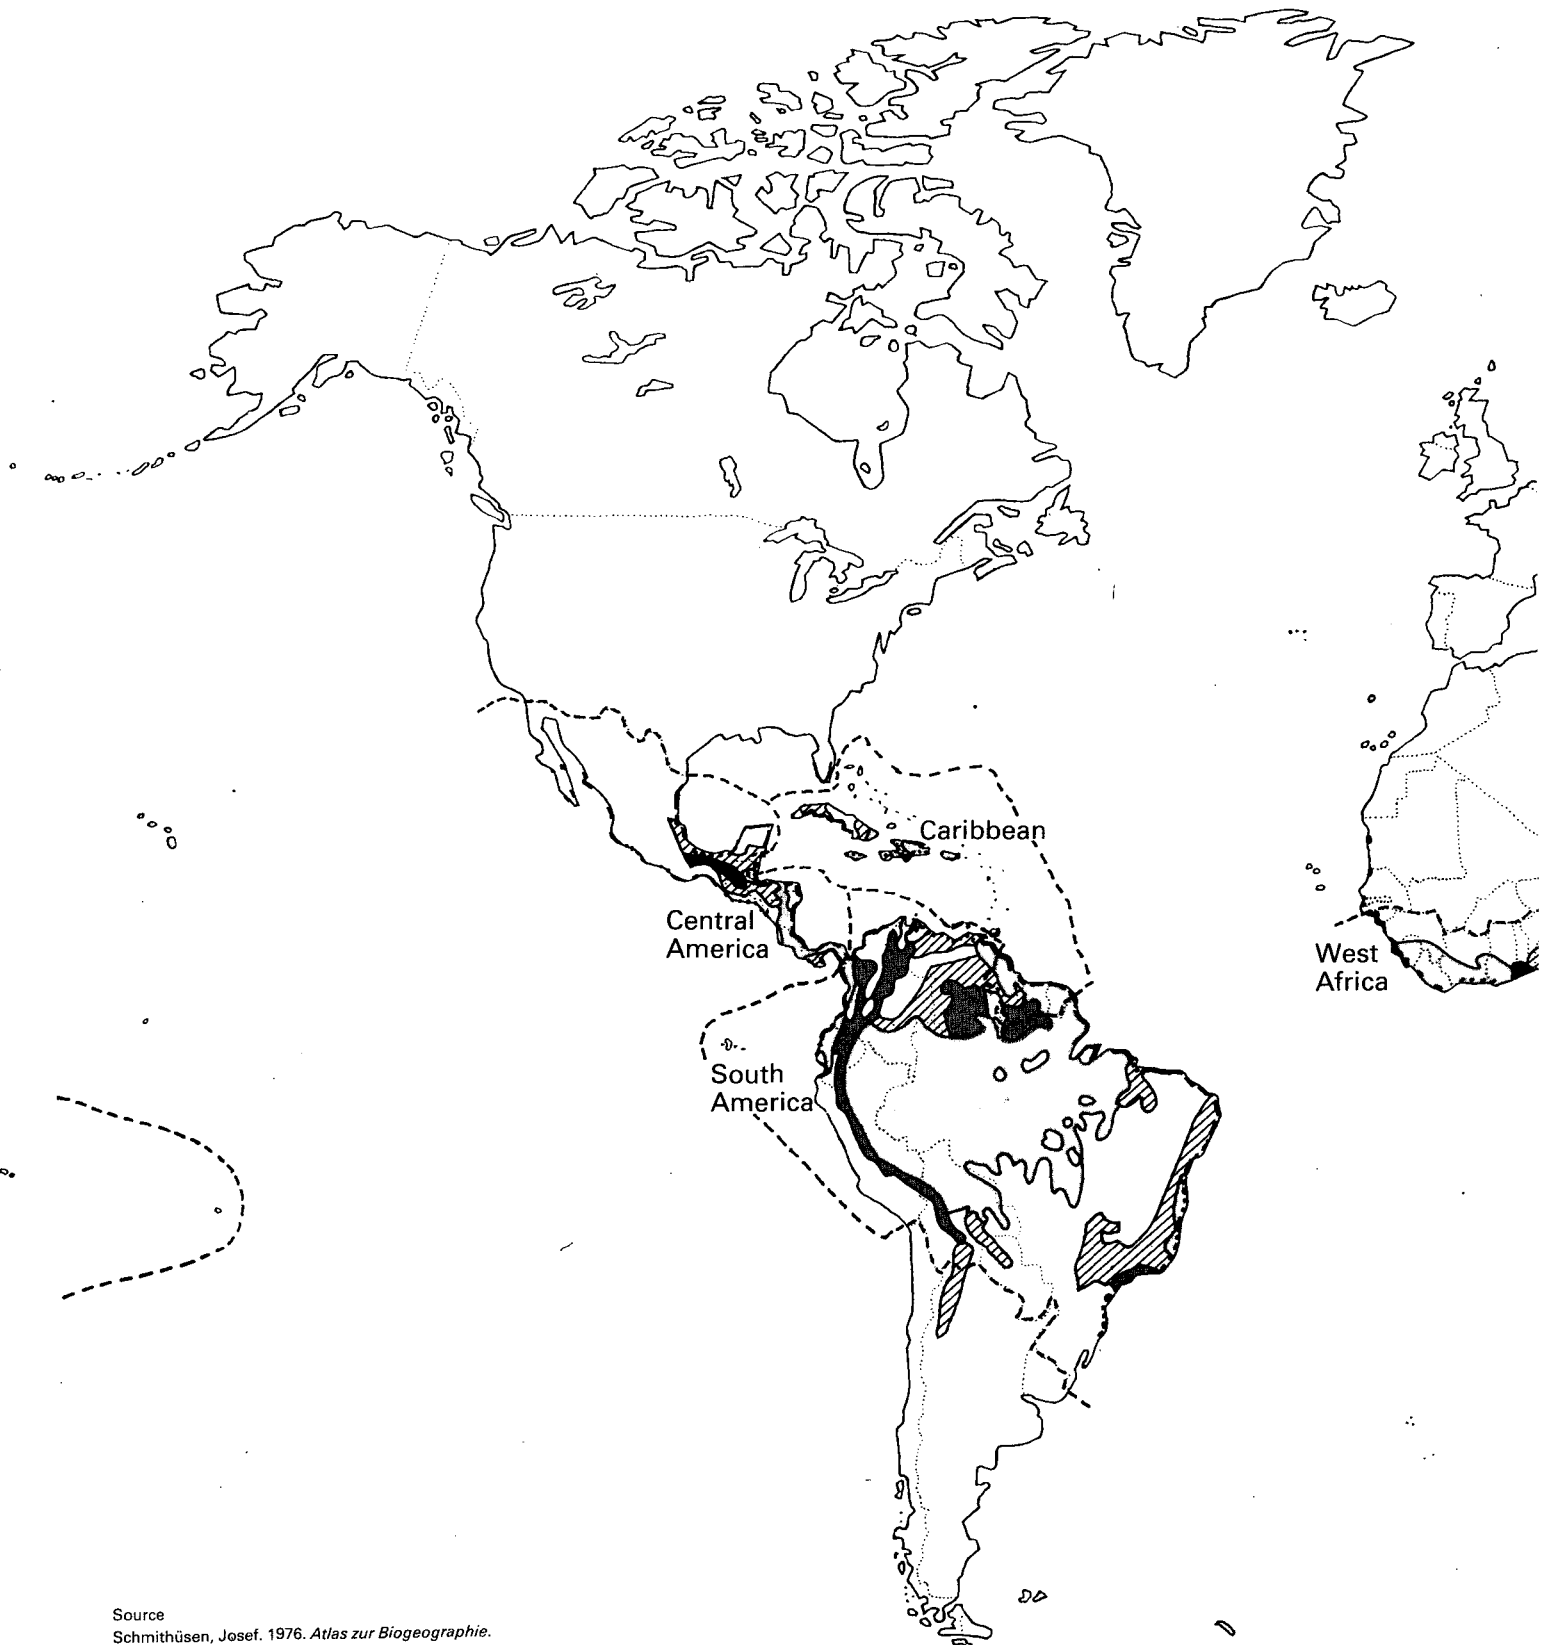 Caribbean
Central
America
West
Africa
South
America
Source
Schmithüsen, Josef. 1976. Atlas zur Biogeographie.